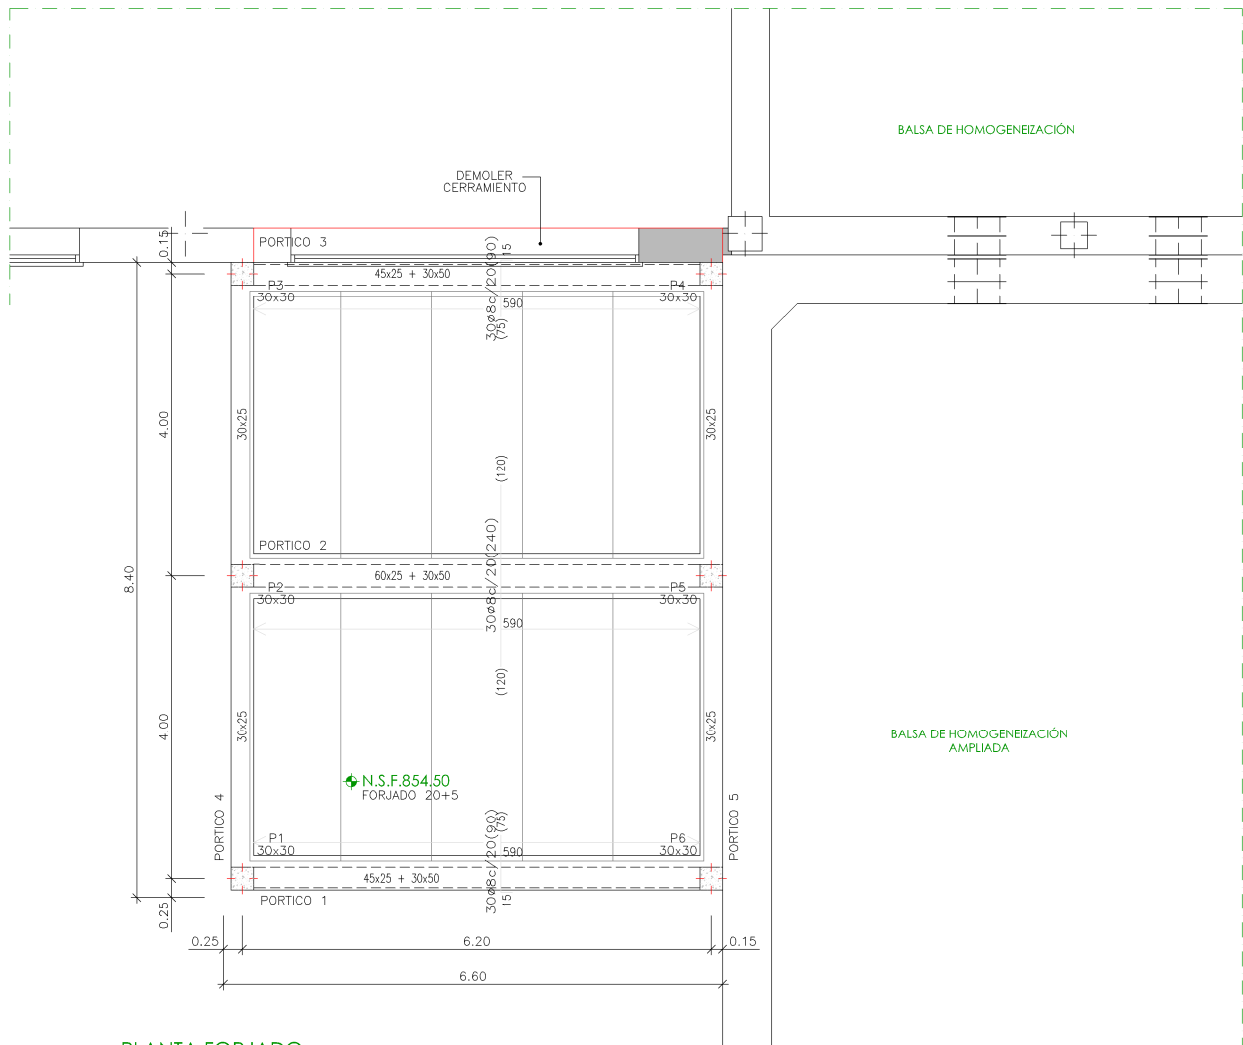 BALSA DE HOMOGENEIZACIÓN
DEMOLER
CERRAMIENTO
0.15
PORTICO 3
45x25 + 30x50
30ø8c/20(90)
15
(75)
P3
30x30
P4
30x30
590
4.00
30x25
30x25
(120)
8.40
PORTICO 2
60x25 + 30x50
30ø8c/20(240)
P2
30x30
P5
30x30
590
(120)
4.00
30x25
30x25
BALSA DE HOMOGENEIZACIÓN
AMPLIADA
N.S.F.854,50
FORJADO 20+5
PORTICO 4
PORTICO 5
P1
30x30
P6
30x30
30ø8c/20(90)
(75)
590
45x25 + 30x50
15
PORTICO 1
0.25
0.25
6.20
0.15
6.60
PLANTA FORJADO